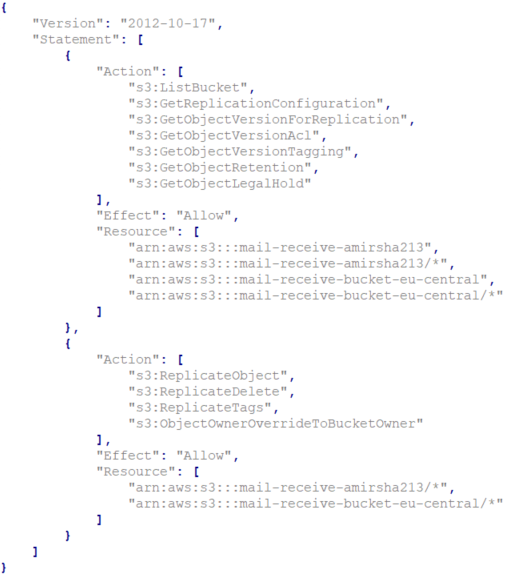 {
    "Version": "2012-10-17",
    "Statement": [
        {
            "Action": [
                "s3:ListBucket",
                "s3:GetReplicationConfiguration",
                "s3:GetObjectVersionForReplication",
                "s3:GetObjectVersionAcl",
                "s3:GetObjectVersionTagging",
                "s3:GetObjectRetention",
                "s3:GetObjectLegalHold"
            ],
            "Effect": "Allow",
            "Resource": [
                "arn:aws:s3:::mail-receive-amirsha213",
                "arn:aws:s3:::mail-receive-amirsha213/*",
                "arn:aws:s3:::mail-receive-bucket-eu-central",
                "arn:aws:s3:::mail-receive-bucket-eu-central/*"
            ]
        },
        {
            "Action": [
                "s3:ReplicateObject",
                "s3:ReplicateDelete",
                "s3:ReplicateTags",
                "s3:ObjectOwnerOverrideToBucketOwner"
            ],
            "Effect": "Allow",
            "Resource": [
                "arn:aws:s3:::mail-receive-amirsha213/*",
                "arn:aws:s3:::mail-receive-bucket-eu-central/*"
            ]
        }
    ]
}